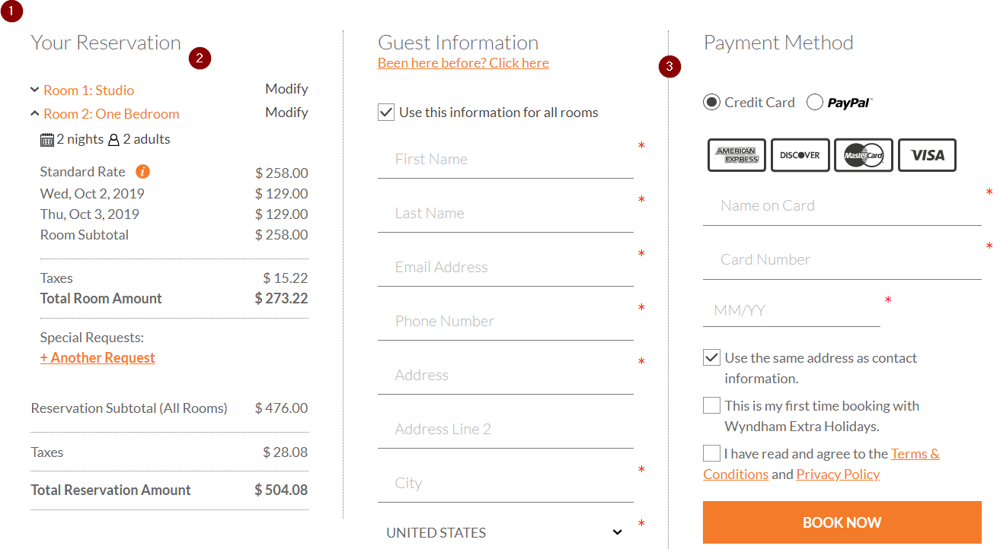 1
Your Reservation
2
Room 1: Studio Modify
Room 2: One Bedroom Modify
2 nights 2 adults
Standard Rate i $ 258.00
Wed, Oct 2, 2019 $ 129.00
Thu, Oct 3, 2019 $ 129.00
Room Subtotal $ 258.00
Taxes $ 15.22
Total Room Amount $ 273.22
Special Requests:
+ Another Request
Reservation Subtotal (All Rooms) $ 476.00
Taxes $ 28.08
Total Reservation Amount $ 504.08
Guest Information
Been here before? Click here
Use this information for all rooms
First Name *
Last Name *
Email Address *
Phone Number *
Address *
Address Line 2
City *
UNITED STATES *
3
Payment Method
Credit Card PayPal
AMERICAN EXPRESS DISCOVER MasterCard VISA
Name on Card *
Card Number *
MM/YY *
Use the same address as contact
information.
This is my first time booking with
Wyndham Extra Holidays.
I have read and agree to the Terms &
Conditions and Privacy Policy
BOOK NOW